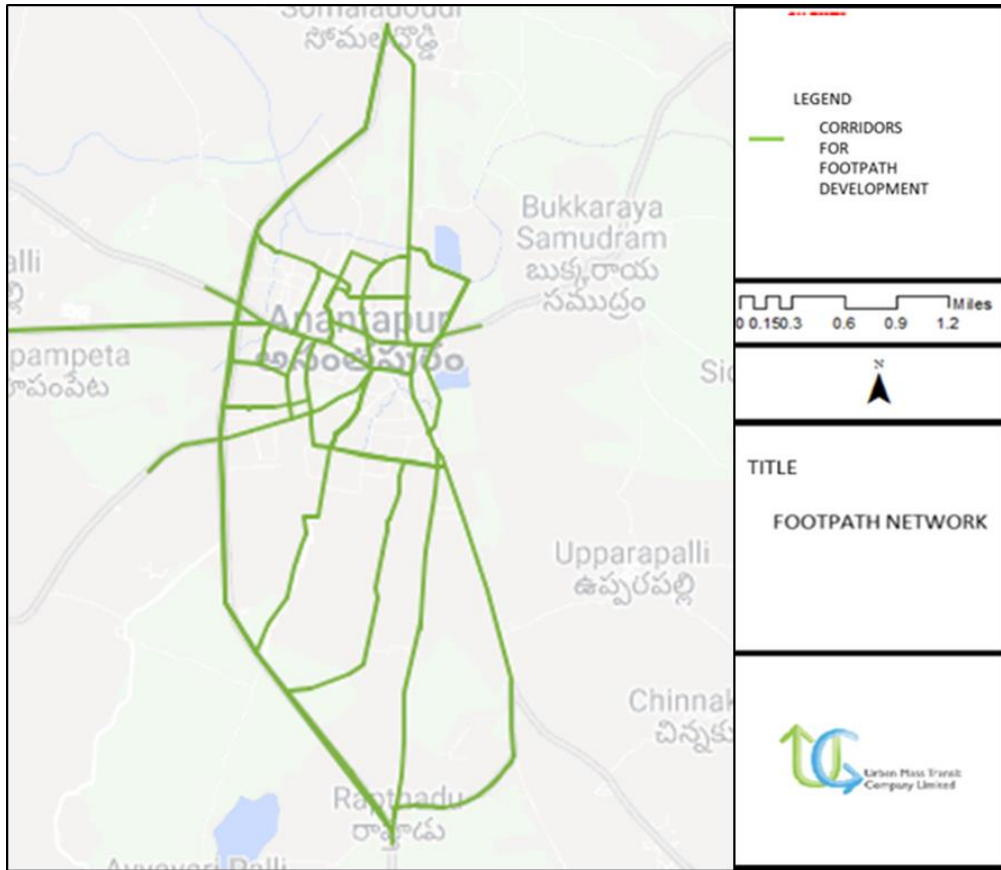 సోమలదొడ్డి
Bukkaraya
Samudram
బుక్కరాయ
సముద్రం
Anantapur
అనంతపురం
alli
pampeta
Upparapalli
ఉప్పరపల్లి
Chinnak
చిన్నకు
Rapthadu
రాప్తాడు
LEGEND
CORRIDORS
FOR
FOOTPATH
DEVELOPMENT
Miles
0 0.150.3 0.6 0.9 1.2
N
TITLE
FOOTPATH NETWORK
Urban Mass Transit
Company Limited